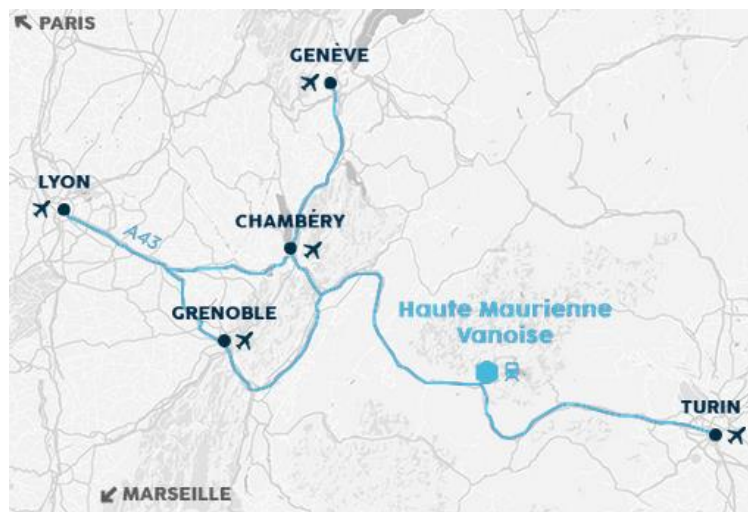 PARIS
GENÈVE
LYON
A43
CHAMBÉRY
GRENOBLE
Haute Maurienne
Vanoise
TURIN
MARSEILLE